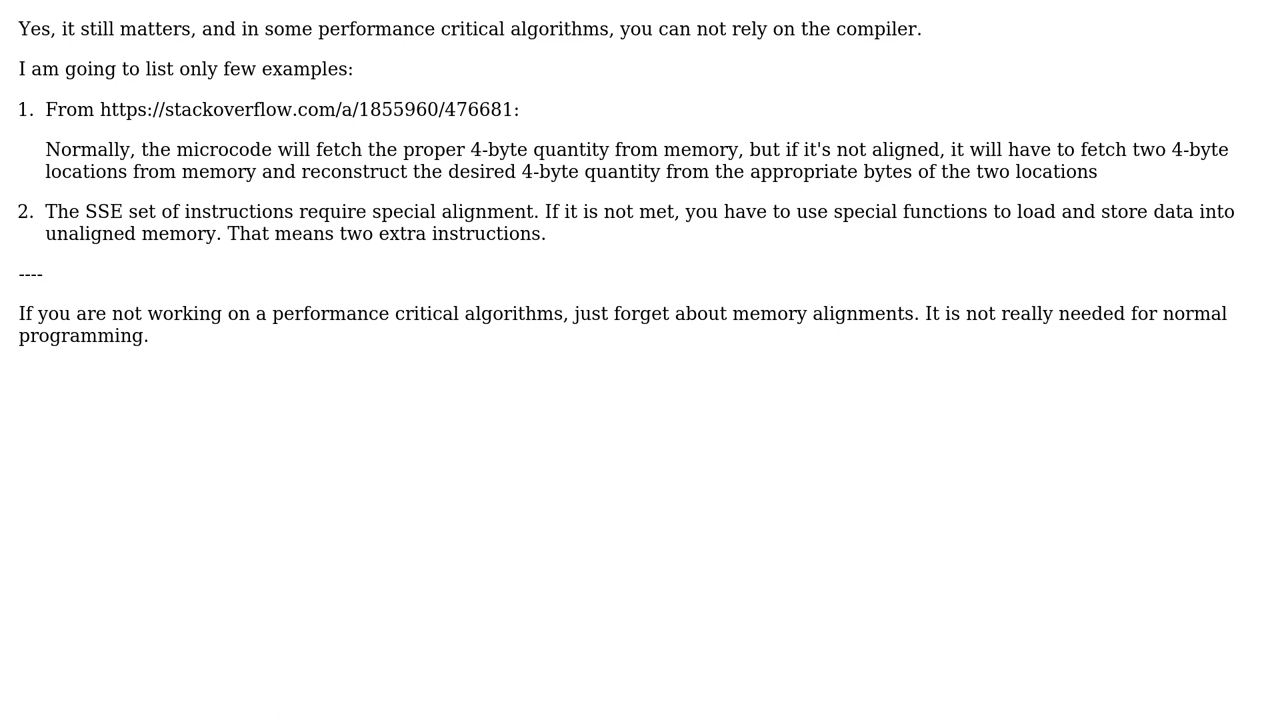 Yes, it still matters, and in some performance critical algorithms, you can not rely on the compiler.
I am going to list only few examples:
1. From https://stackoverflow.com/a/1855960/476681:
Normally, the microcode will fetch the proper 4-byte quantity from memory, but if it's not aligned, it will have to fetch two 4-byte
locations from memory and reconstruct the desired 4-byte quantity from the appropriate bytes of the two locations
2. The SSE set of instructions require special alignment. If it is not met, you have to use special functions to load and store data into
unaligned memory. That means two extra instructions.
----
If you are not working on a performance critical algorithms, just forget about memory alignments. It is not really needed for normal
programming.